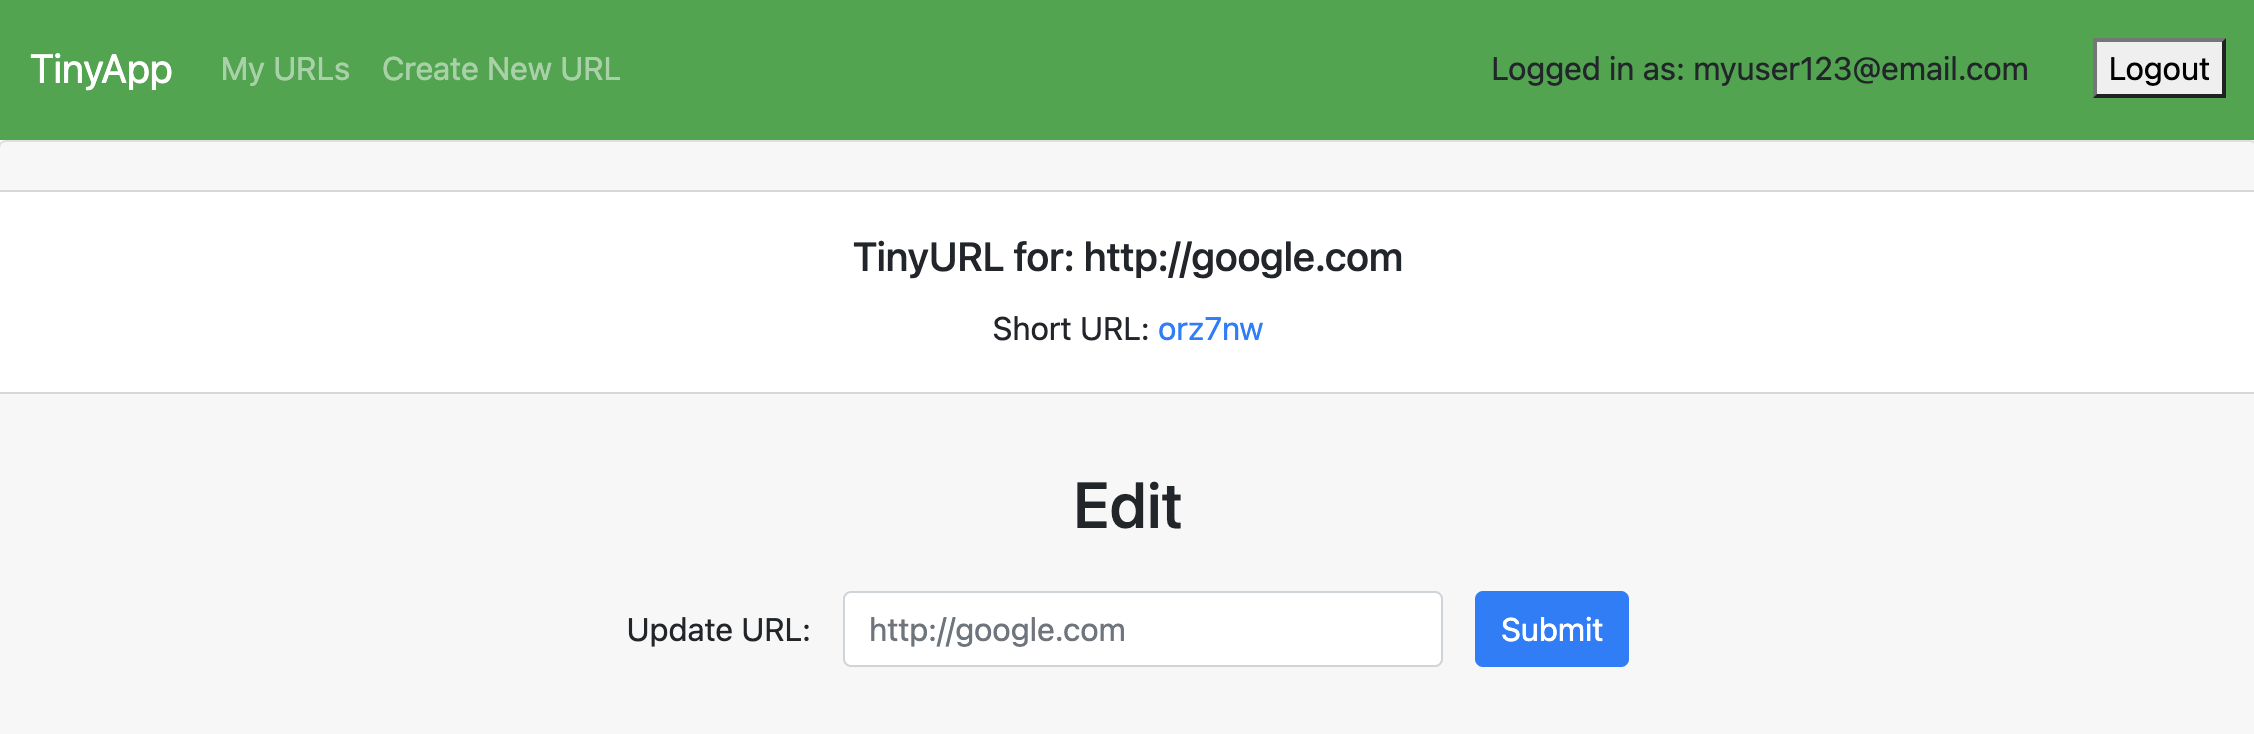 TinyApp My URLs Create New URL Logged in as: myuser123@email.com Logout
TinyURL for: http://google.com
Short URL: orz7nw
Edit
Update URL: http://google.com Submit